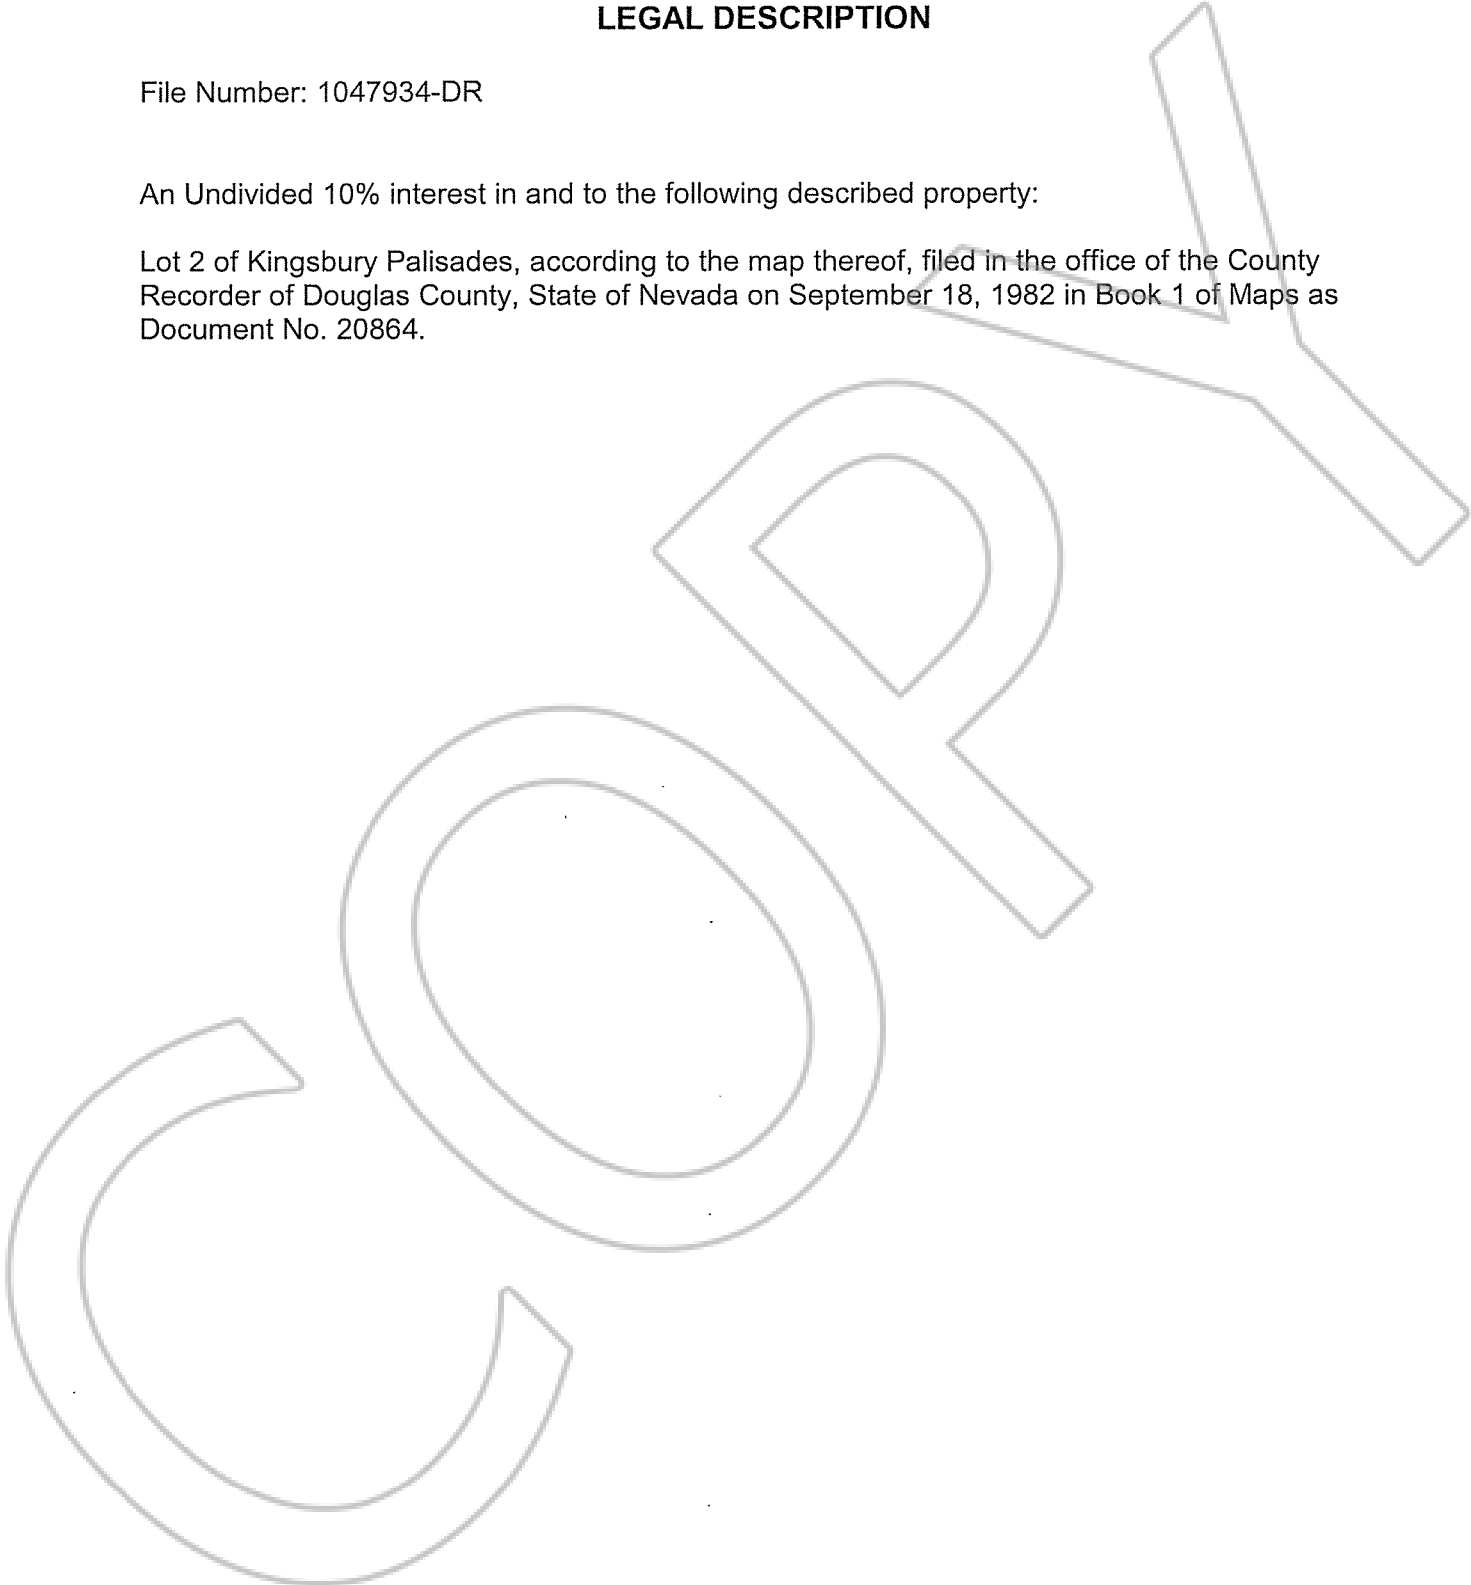 LEGAL DESCRIPTION
File Number: 1047934-DR
An Undivided 10% interest in and to the following described property:
Lot 2 of Kingsbury Palisades, according to the map thereof, filed in the office of the County
Recorder of Douglas County, State of Nevada on September 18, 1982 in Book 1 of Maps as
Document No. 20864.
COPY